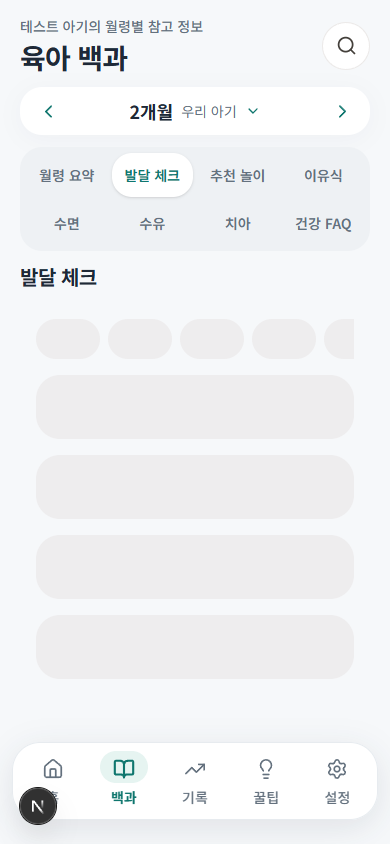 테스트 아기의 월령별 참고 정보
육아 백과
2개월 우리 아기
월령 요약 발달 체크 추천 놀이 이유식
수면 수유 치아 건강 FAQ
발달 체크
N
백과 기록 꿀팁 설정